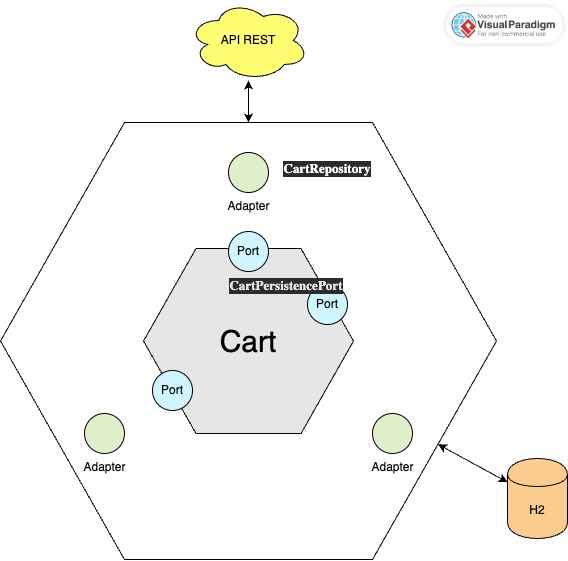 API REST
Made with
Visual Paradigm
For non-commercial use
CartRepository
Adapter
Port
CartPersistencePort
Port
Cart
Port
Adapter
Adapter
H2